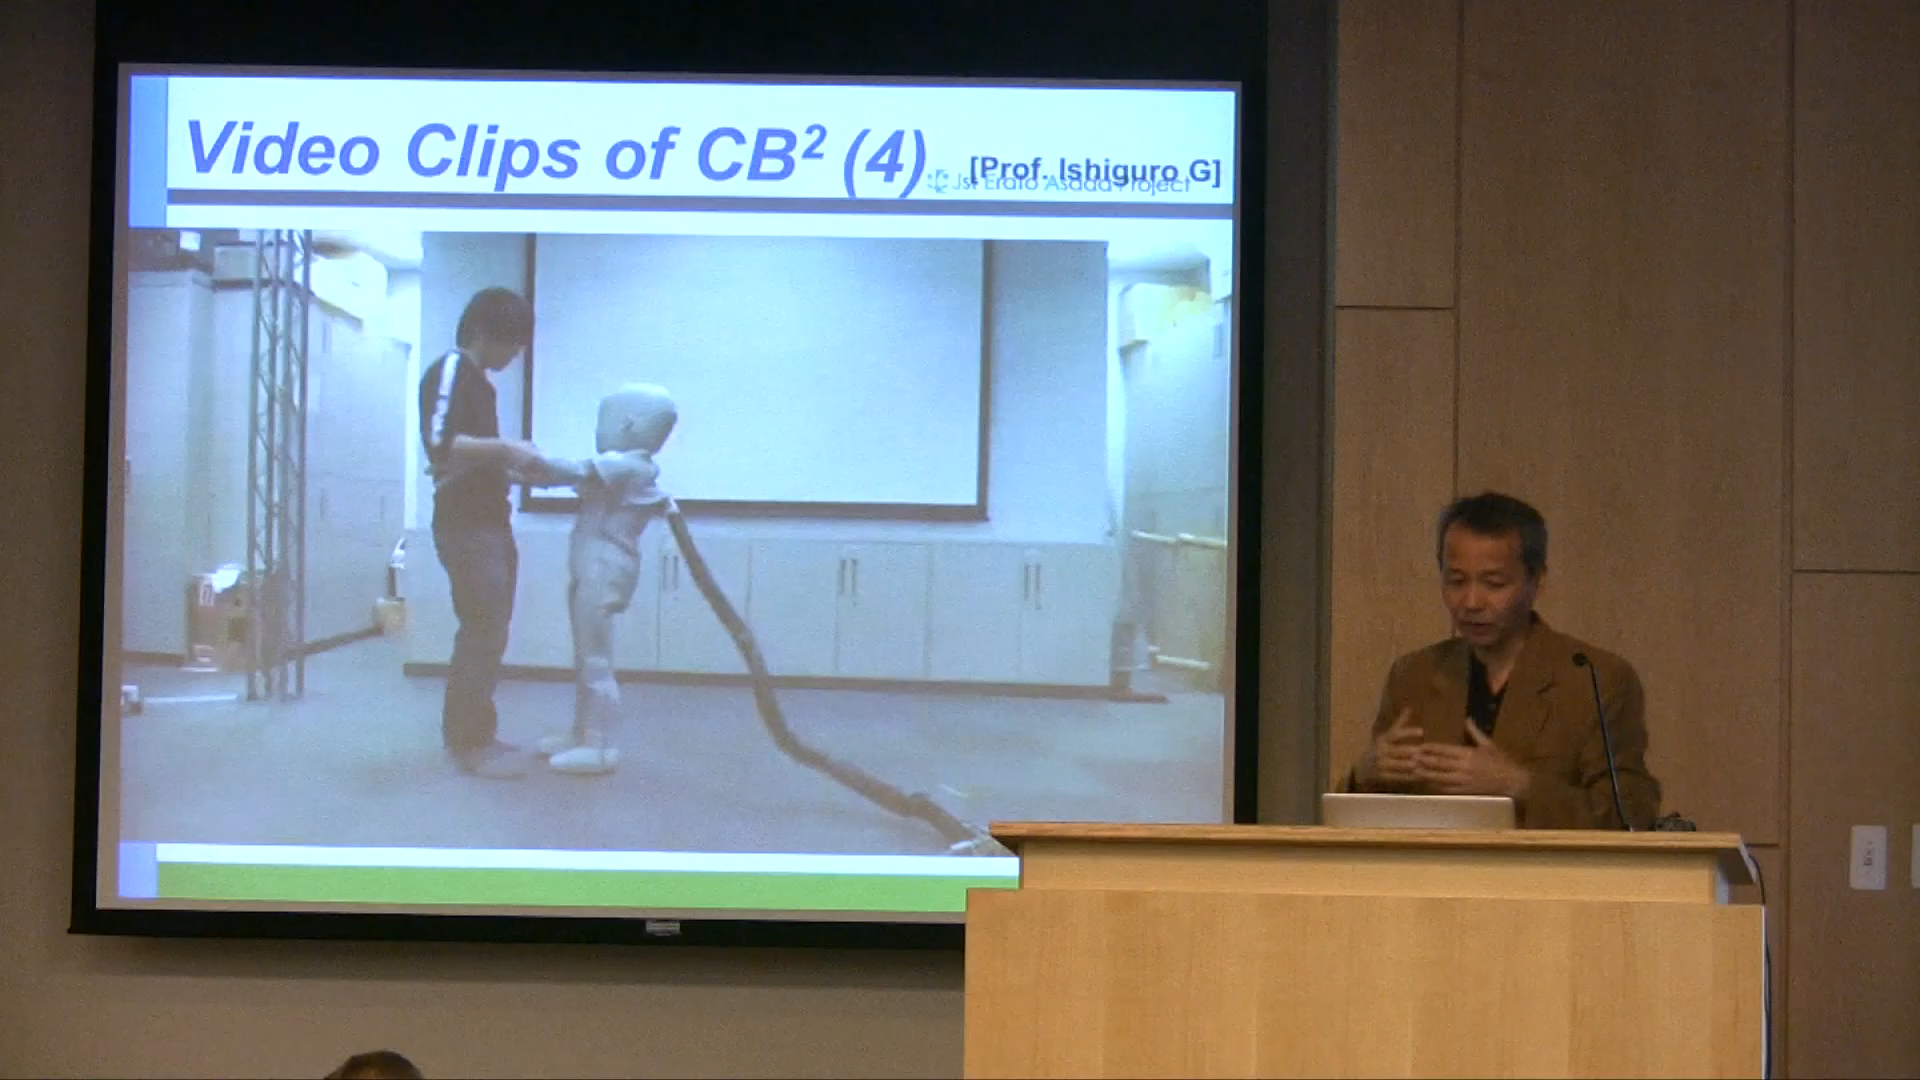 Video Clips of CB² (4)
[Prof. Ishiguro G]
Jst Erato Asada Project